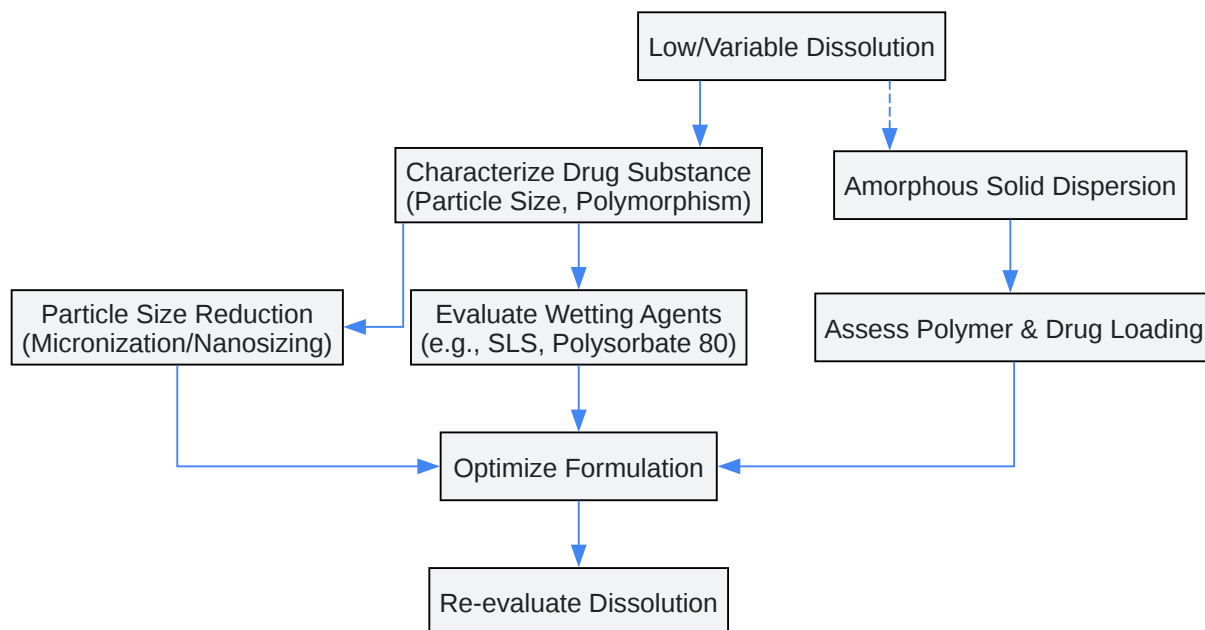 Low/Variable Dissolution
Characterize Drug Substance
(Particle Size, Polymorphism)
Amorphous Solid Dispersion
Particle Size Reduction
(Micronization/Nanosizing)
Evaluate Wetting Agents
(e.g., SLS, Polysorbate 80)
Assess Polymer & Drug Loading
Optimize Formulation
Re-evaluate Dissolution